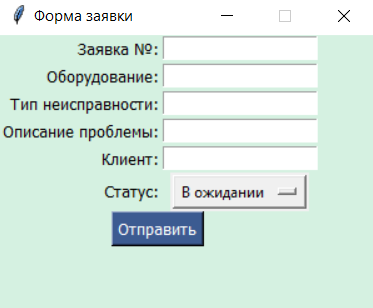 Форма заявки
Заявка №:
Оборудование:
Тип неисправности:
Описание проблемы:
Клиент:
Статус: В ожидании
Отправить